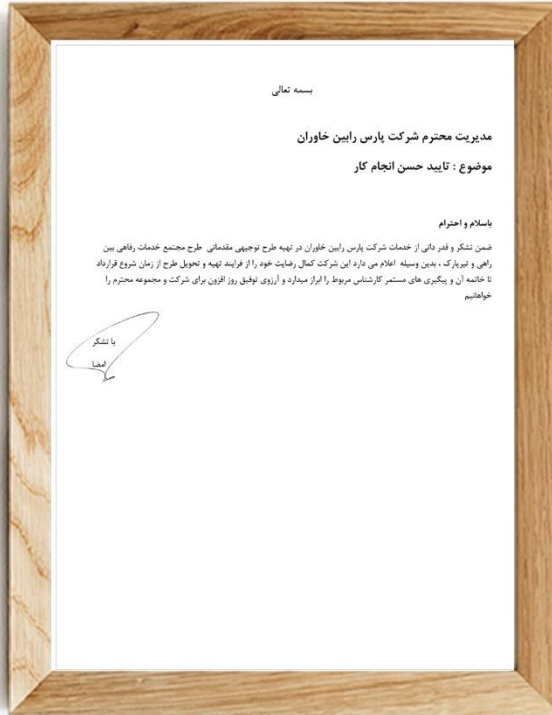 بسمه تعالی
مدیریت محترم شرکت پارس رابین خاوران
موضوع : تایید حسن انجام کار
باسلام و احترام
ضمن تشکر و قدر دانی از خدمات شرکت پارس رابین خاوران در تهیه طرح توجیهی مقدماتی طرح مجتمع خدمات رفاهی بین
راهی و تیرپارک ، بدین وسیله اعلام می دارد این شرکت کمال رضایت خود را از فرایند تهیه و تحویل طرح از زمان شروع قرارداد
تا خاتمه آن و پیگیری های مستمر کارشناس مربوط را ابراز میدارد و آرزوی توفیق روز افزون برای شرکت و مجموعه محترم را
خواهانیم
با تشکر
امضا